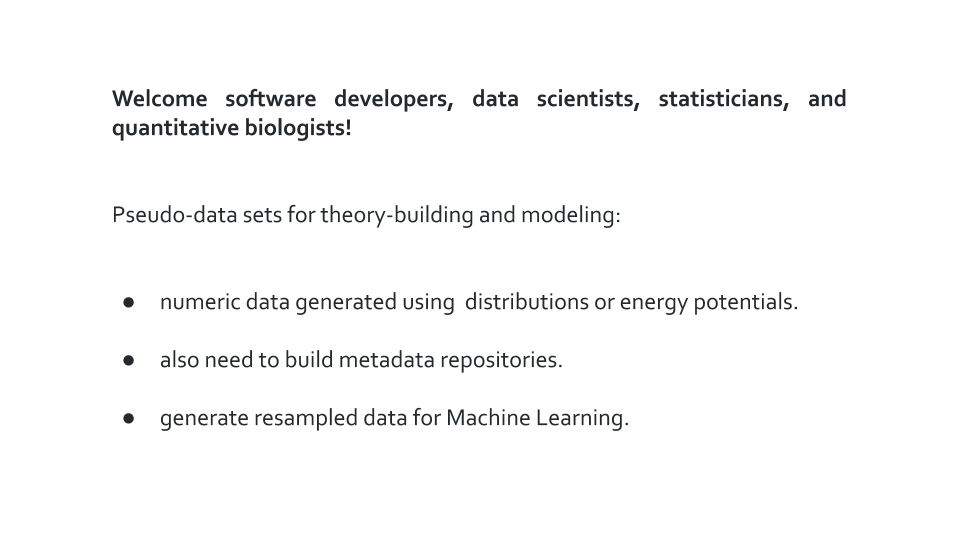 Welcome software developers, data scientists, statisticians, and
quantitative biologists!
Pseudo-data sets for theory-building and modeling:
● numeric data generated using  distributions or energy potentials.
● also need to build metadata repositories.
● generate resampled data for Machine Learning.